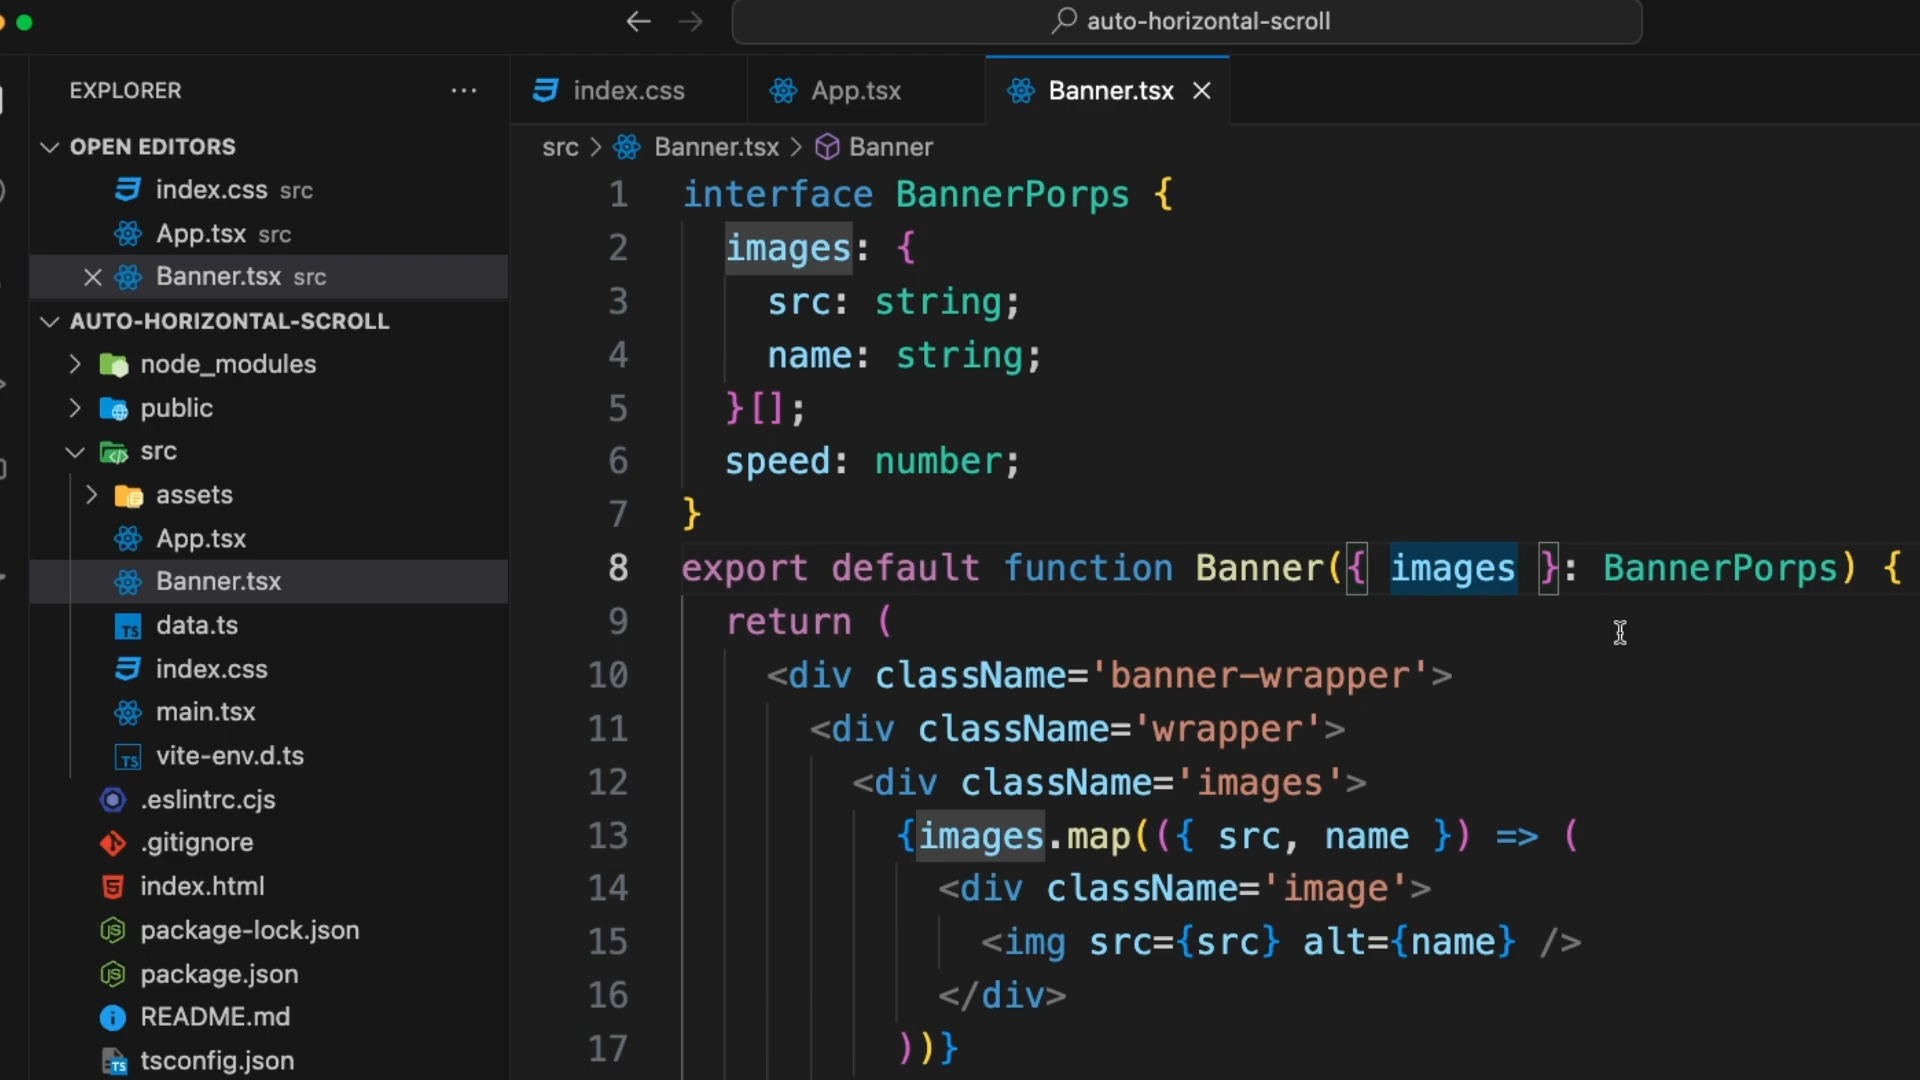 auto-horizontal-scroll
EXPLORER
index.css
App.tsx
Banner.tsx
OPEN EDITORS
index.css src
App.tsx src
Banner.tsx src
AUTO-HORIZONTAL-SCROLL
node_modules
public
src
assets
App.tsx
Banner.tsx
data.ts
index.css
main.tsx
vite-env.d.ts
.eslintrc.cjs
.gitignore
index.html
package-lock.json
package.json
README.md
tsconfig.json
src > Banner.tsx > Banner
1 interface BannerPorps {
2 images: {
3 src: string;
4 name: string;
5 }[];
6 speed: number;
7 }
8 export default function Banner({ images }: BannerPorps) {
9 return (
10 <div className='banner-wrapper'>
11 <div className='wrapper'>
12 <div className='images'>
13 {images.map(({ src, name }) => (
14 <div className='image'>
15 <img src={src} alt={name} />
16 </div>
17 ))}